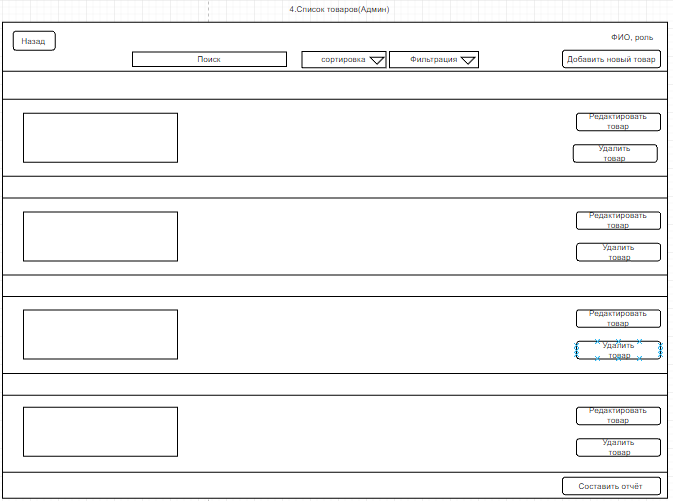 4.Список товаров(Админ)
Назад
ФИО, роль
Поиск
сортировка
Фильтрация
Добавить новый товар
Редактировать
товар
Удалить
товар
Редактировать
товар
Удалить
товар
Редактировать
товар
Удалить
товар
Редактировать
товар
Удалить
товар
Составить отчёт